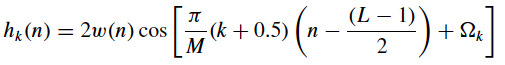 h_k(n) = 2w(n) cos [ π/M (k + 0.5) ( n − (L − 1)/2 ) + Ω_k ]